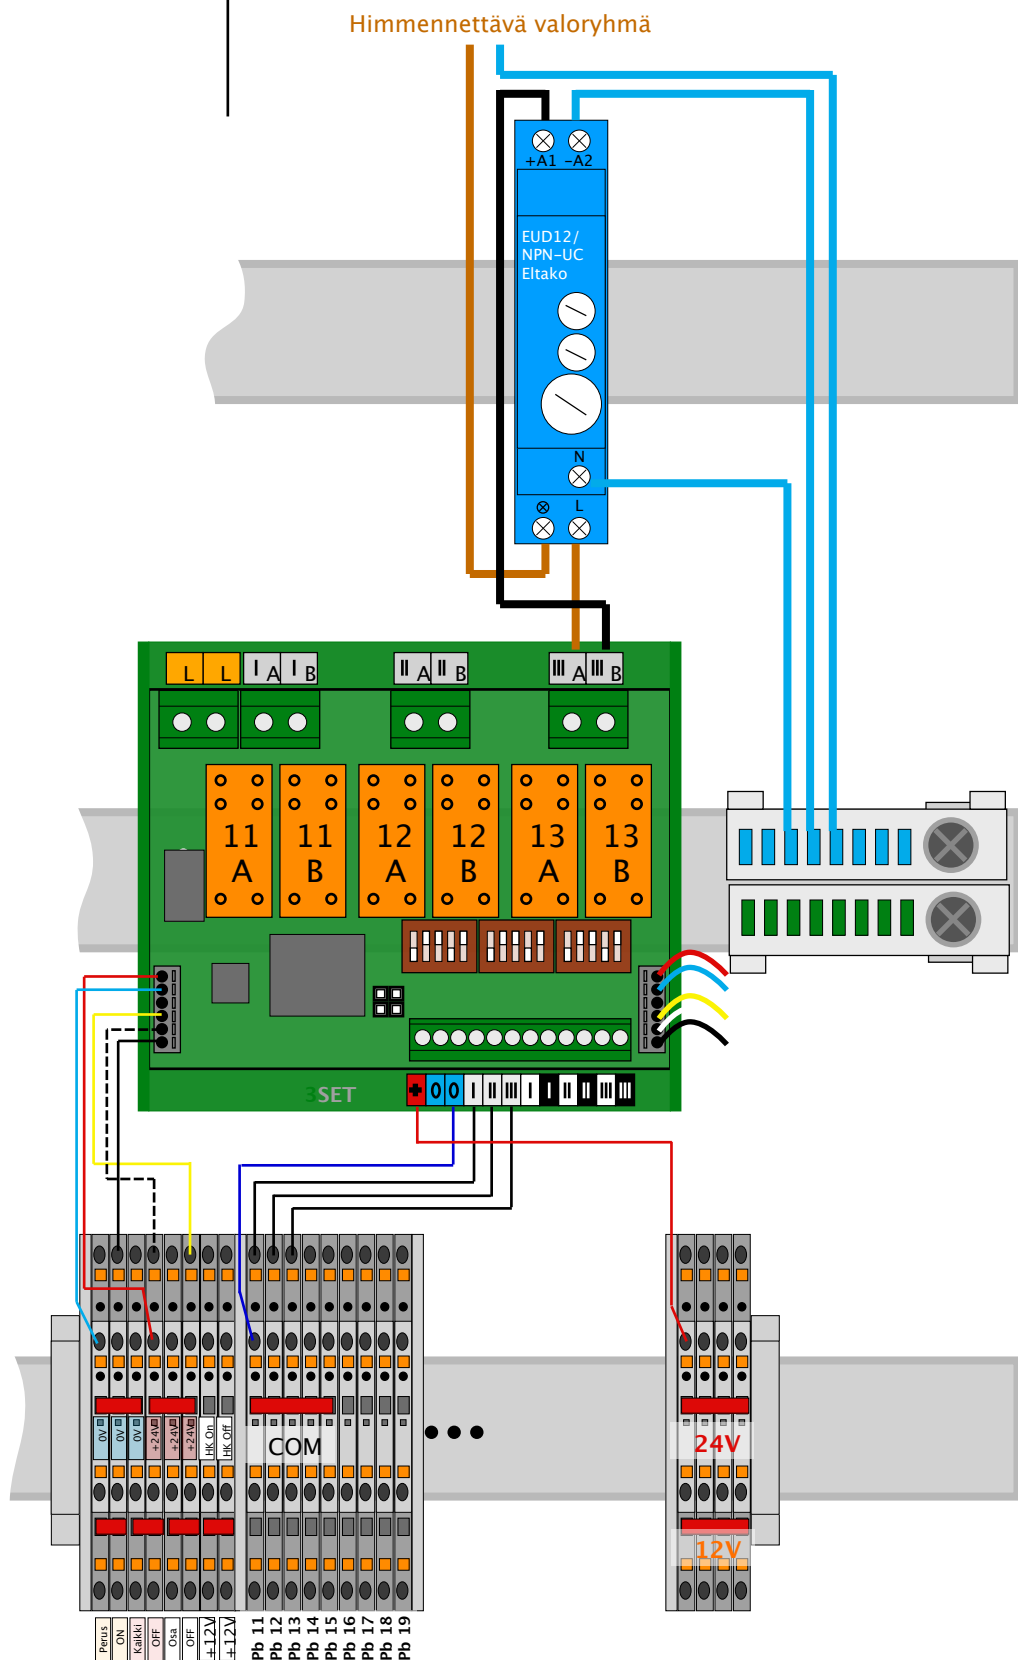 Himmennettävä valoryhmä
+A1 -A2
EUD12/
NPN-UC
Eltako
N
L
L L I A I B II A II B III A III B
11 A
11 B
12 A
12 B
13 A
13 B
3SET
+ 0 0 I II III I I II II III III
0V
0V
0V
+24V
+24V
+24V
HK On
HK Off
COM
24V
12V
Perus
ON
Kaikki
OFF
Osa
OFF
+12V
+12V
Pb 11
Pb 12
Pb 13
Pb 14
Pb 15
Pb 16
Pb 17
Pb 18
Pb 19